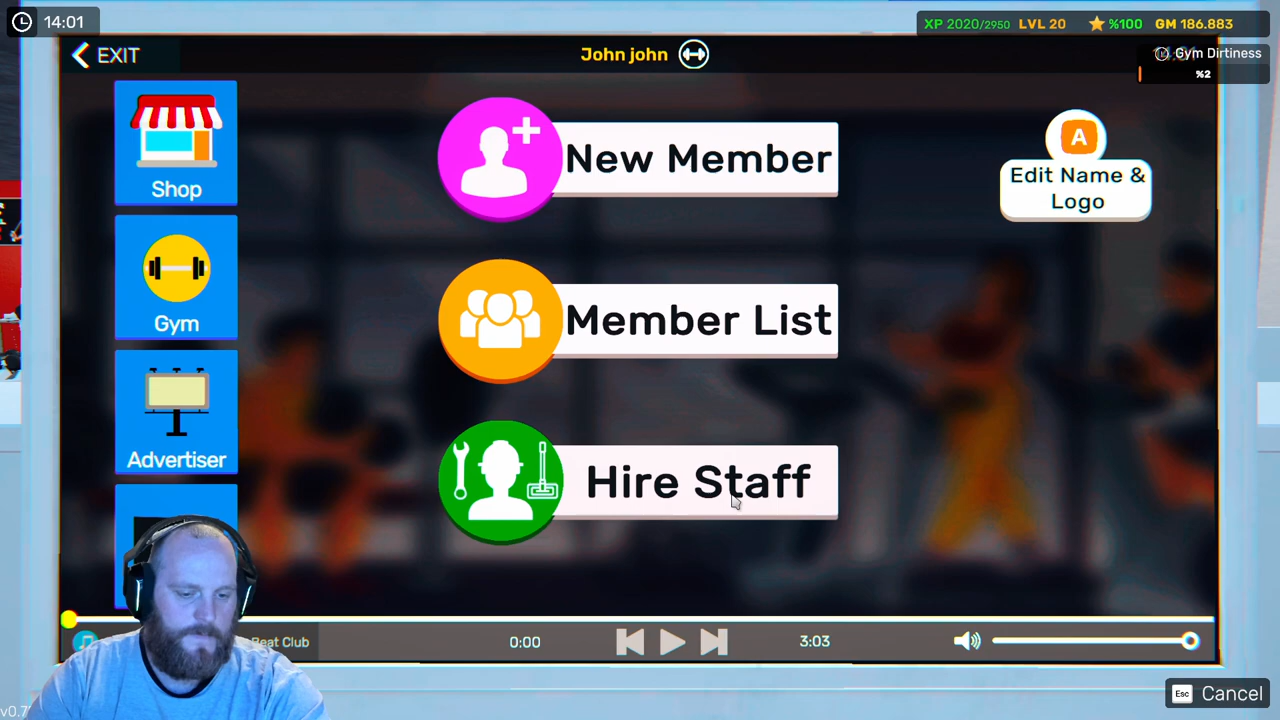 14:01
XP 2020/2950 LVL 20 %100 GM 186.883
EXIT
John john
Gym Dirtiness
%2
Shop
Gym
Advertiser
New Member
Member List
Hire Staff
A
Edit Name &
Logo
Beat Club
0:00
3:03
Esc Cancel
v0.7